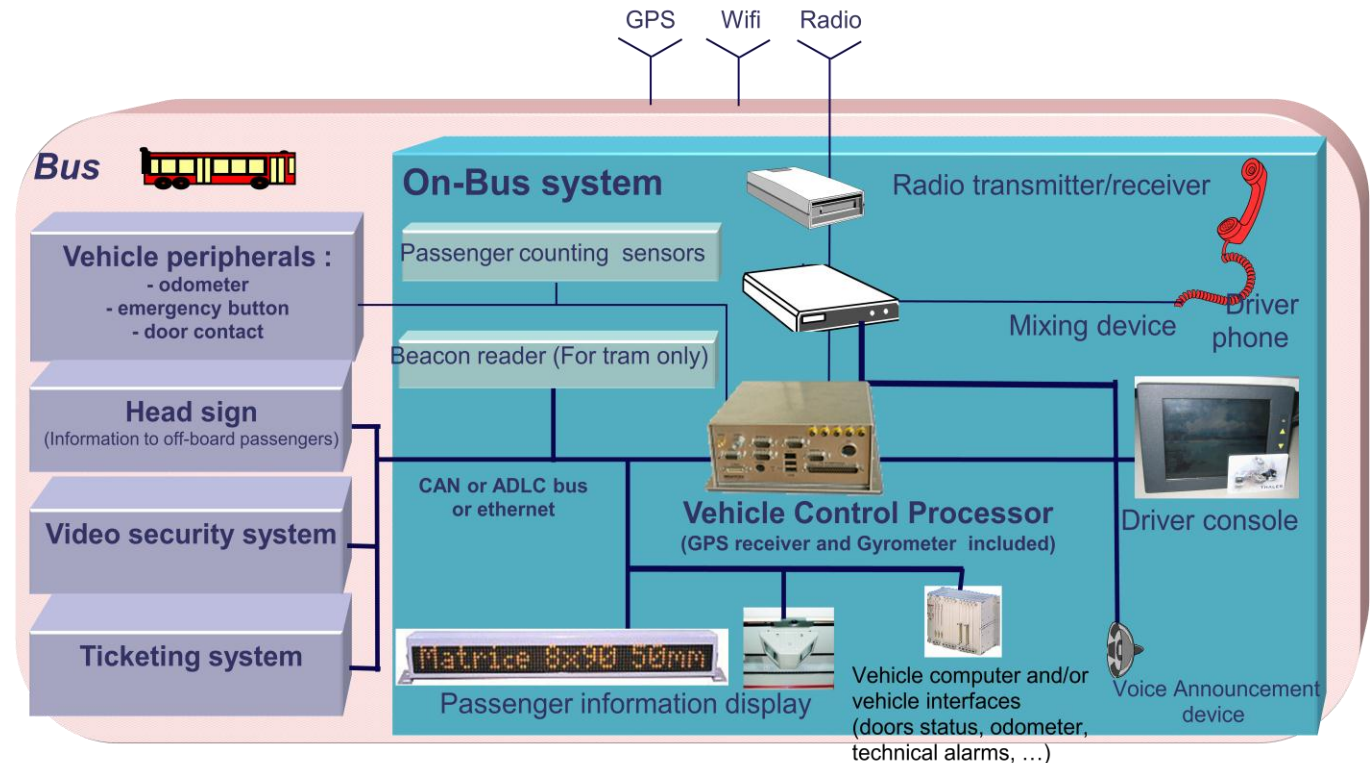 GPS
Wifi
Radio
Bus
On-Bus system
Radio transmitter/receiver
Vehicle peripherals :
- odometer
- emergency button
- door contact
Passenger counting sensors
Mixing device
Driver
phone
Beacon reader (For tram only)
Head sign
(Information to off-board passengers)
CAN or ADLC bus
or ethernet
Vehicle Control Processor
(GPS receiver and Gyrometer included)
Driver console
THALES
Video security system
Ticketing system
Matrice 8x90 50mm
Passenger information display
Vehicle computer and/or
vehicle interfaces
(doors status, odometer,
technical alarms, …)
Voice Announcement
device